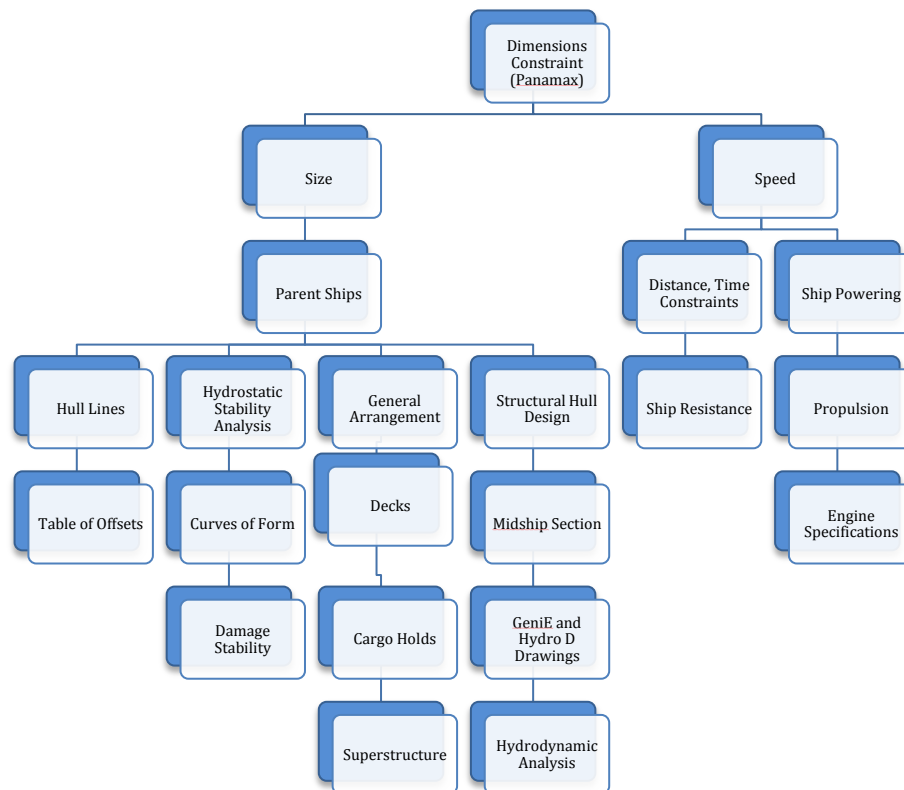 Dimensions
Constraint
(Panamax)
Size
Speed
Parent Ships
Distance, Time
Constraints
Ship Powering
Hull Lines
Hydrostatic
Stability
Analysis
General
Arrangement
Structural Hull
Design
Ship Resistance
Propulsion
Table of Offsets
Curves of Form
Decks
Midship Section
Engine
Specifications
Damage
Stability
Cargo Holds
GeniE and
Hydro D
Drawings
Superstructure
Hydrodynamic
Analysis